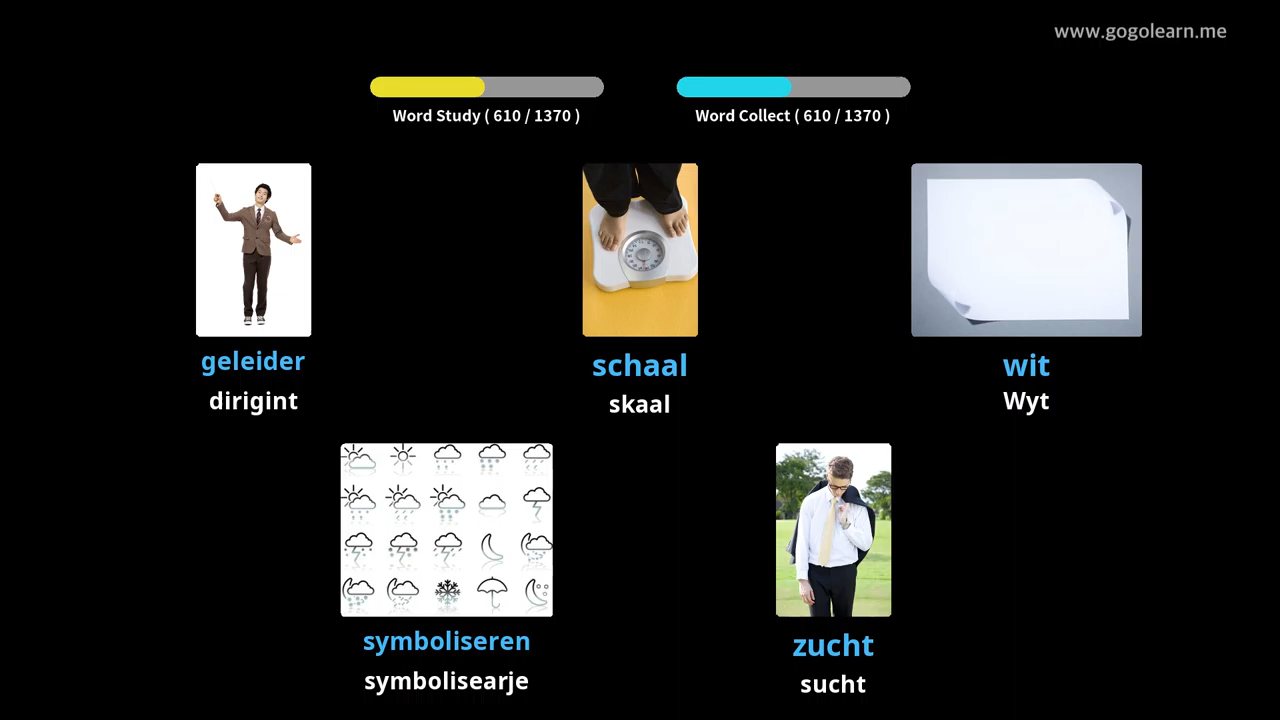 www.gogolearn.me
Word Study ( 610 / 1370 )
Word Collect ( 610 / 1370 )
geleider
dirigint
schaal
skaal
wit
Wyt
symboliseren
symbolisearje
zucht
sucht